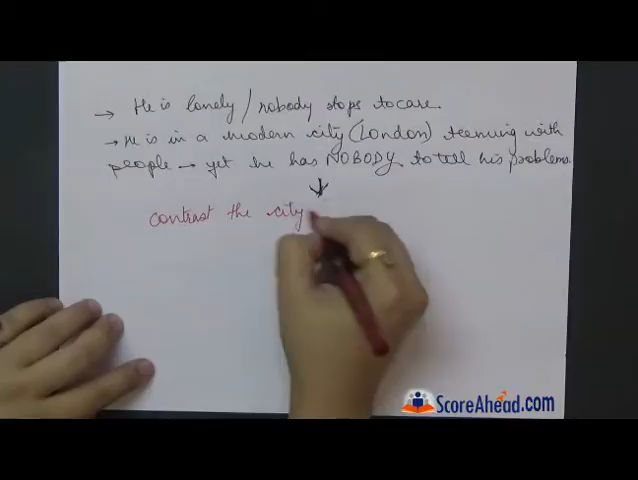 → He is lonely / nobody stops to care.
→ He is in a modern city (London) teeming with
people → yet he has NOBODY to tell his problems.
contrast the city
ScoreAhead.com